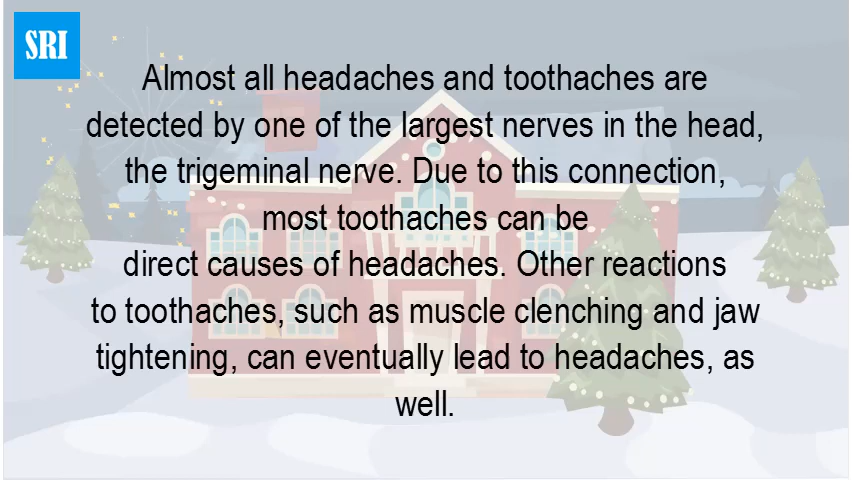 SRI
Almost all headaches and toothaches are
detected by one of the largest nerves in the head,
the trigeminal nerve. Due to this connection,
most toothaches can be
direct causes of headaches. Other reactions
to toothaches, such as muscle clenching and jaw
tightening, can eventually lead to headaches, as
well.